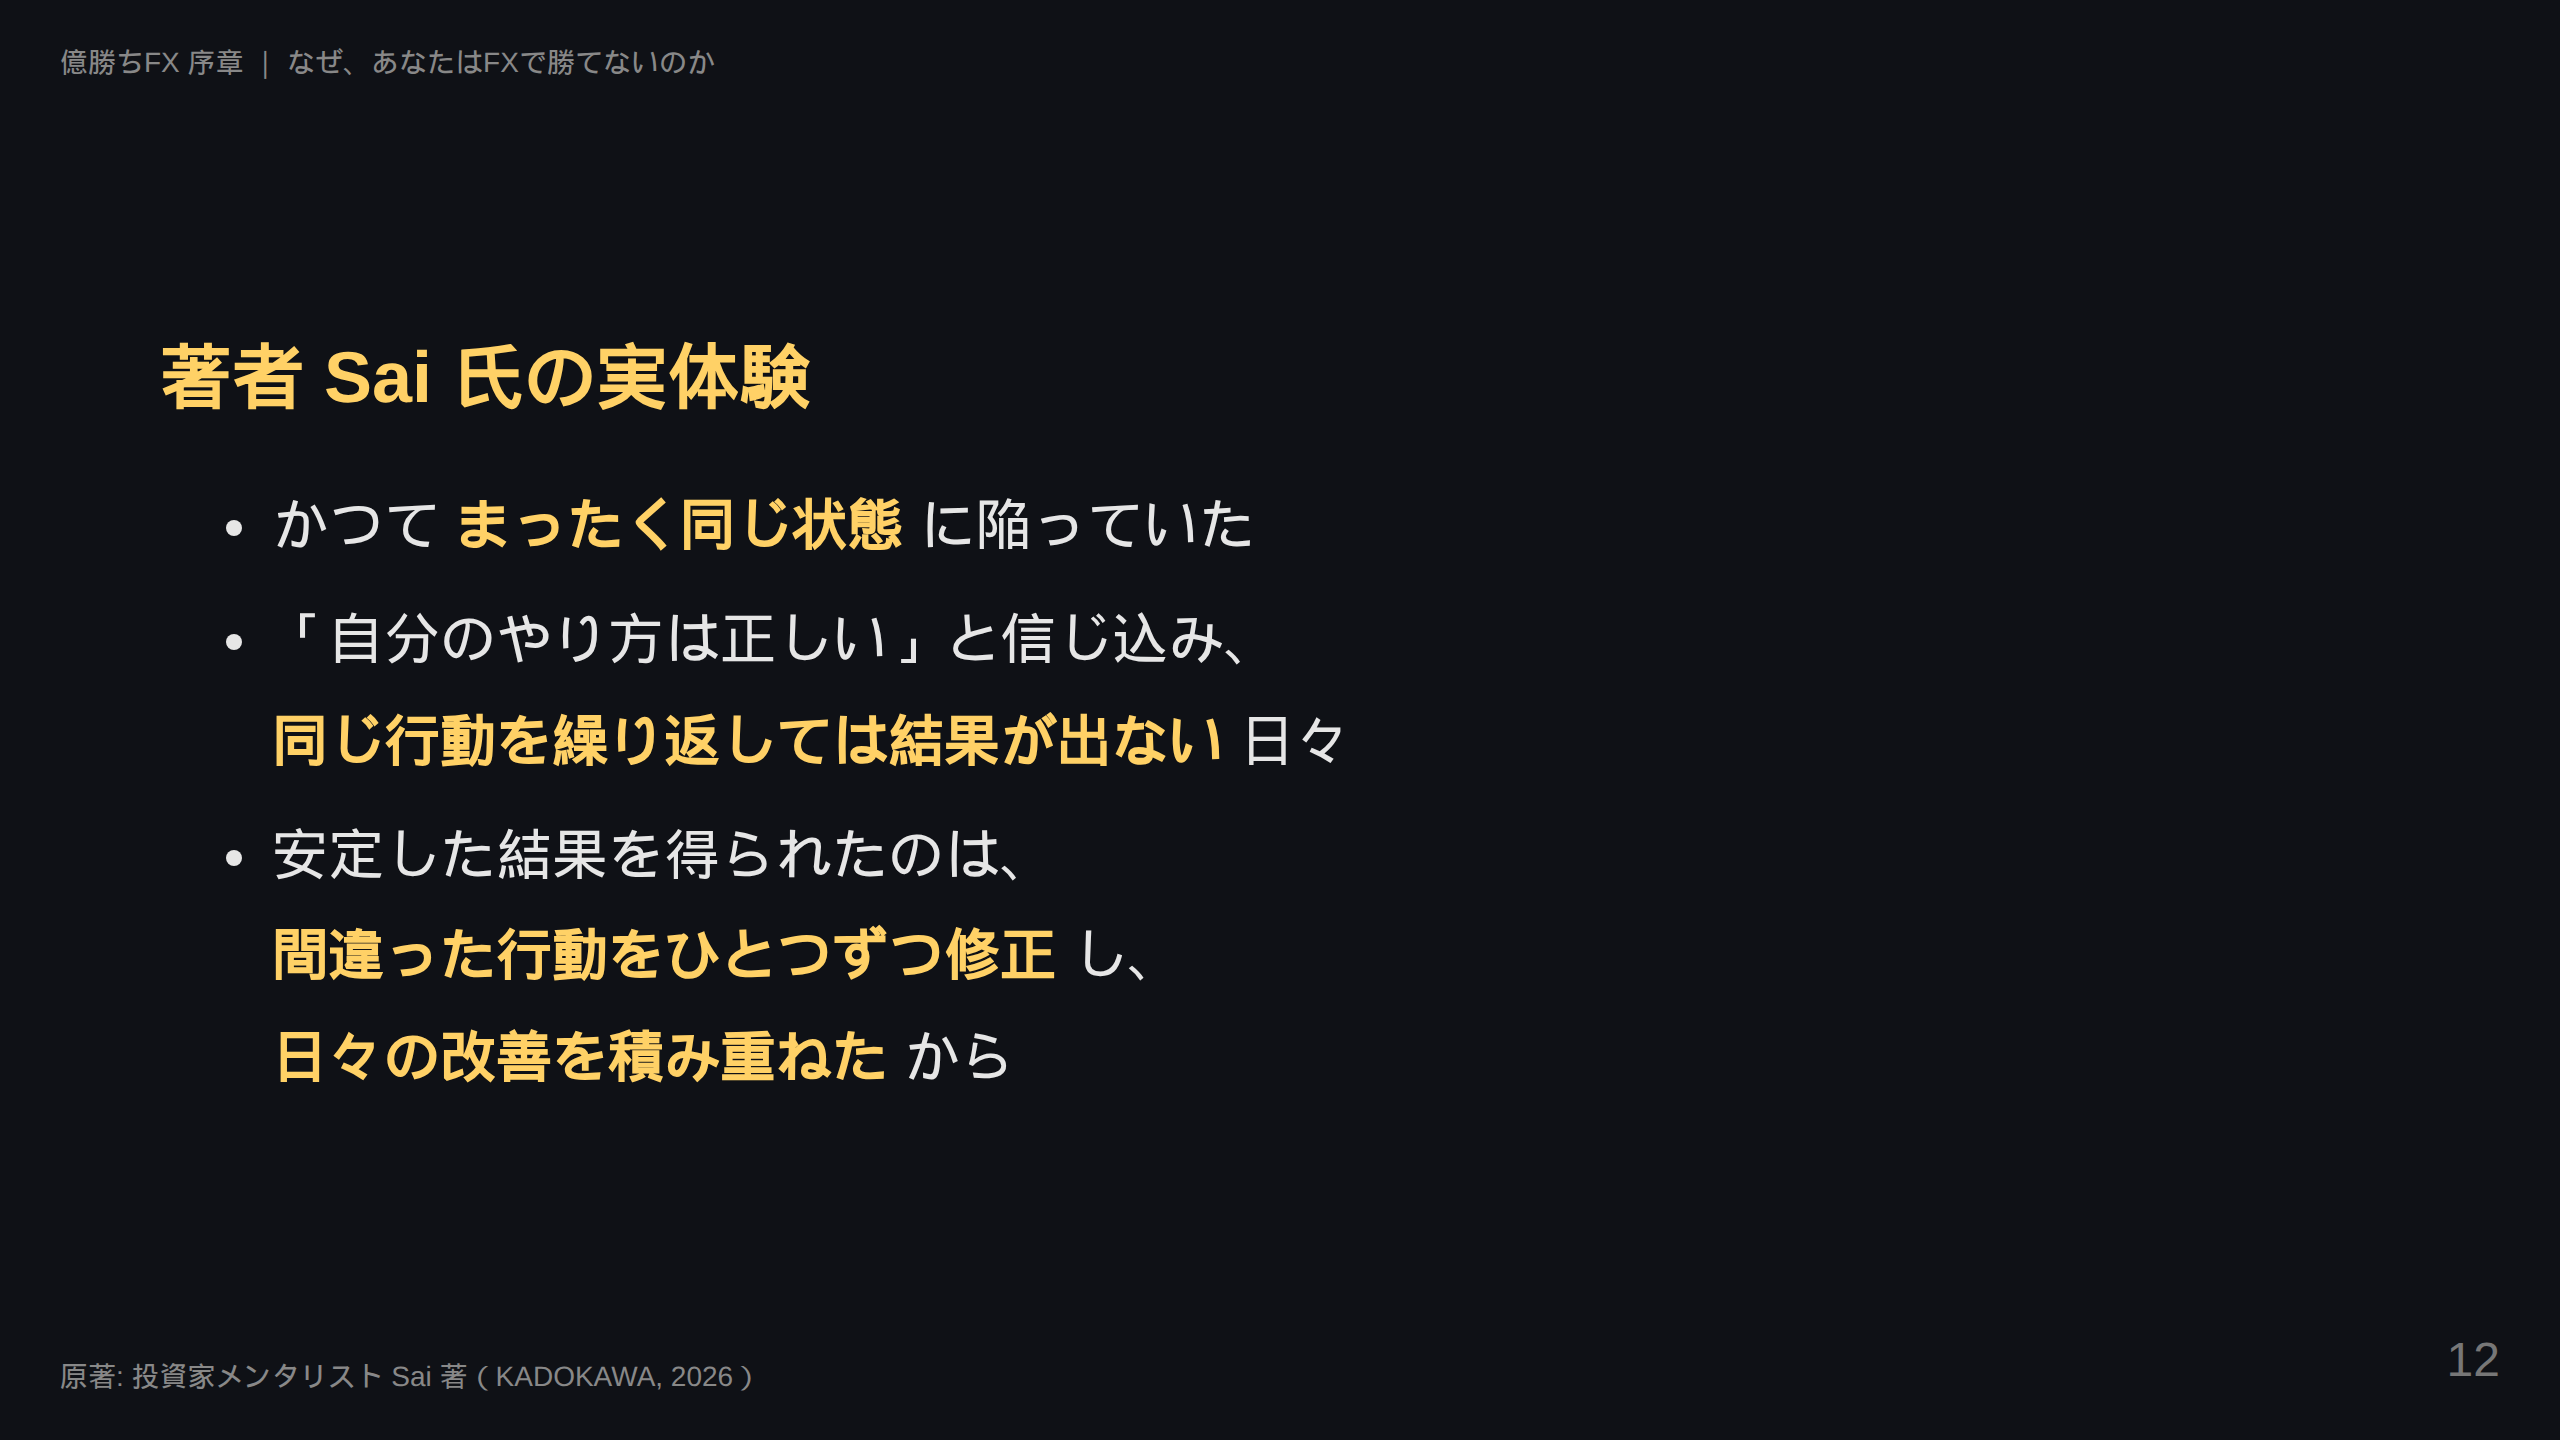 億勝ちFX 序章 ｜ なぜ、あなたはFXで勝てないのか
著者 Sai 氏の実体験
• かつて まったく同じ状態 に陥っていた
• 「自分のやり方は正しい」と信じ込み、
同じ行動を繰り返しては結果が出ない 日々
• 安定した結果を得られたのは、
間違った行動をひとつずつ修正 し、
日々の改善を積み重ねた から
原著: 投資家メンタリスト Sai 著（KADOKAWA, 2026）
12